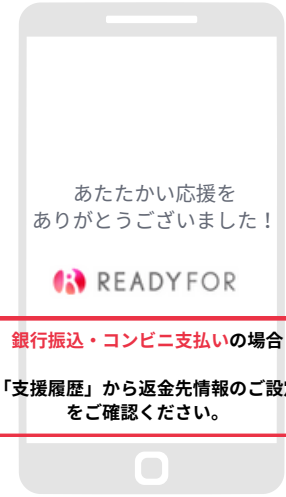 あたたかい応援を
ありがとうございました！
READYFOR
銀行振込・コンビニ支払いの場合
「支援履歴」から返金先情報のご設
をご確認ください。